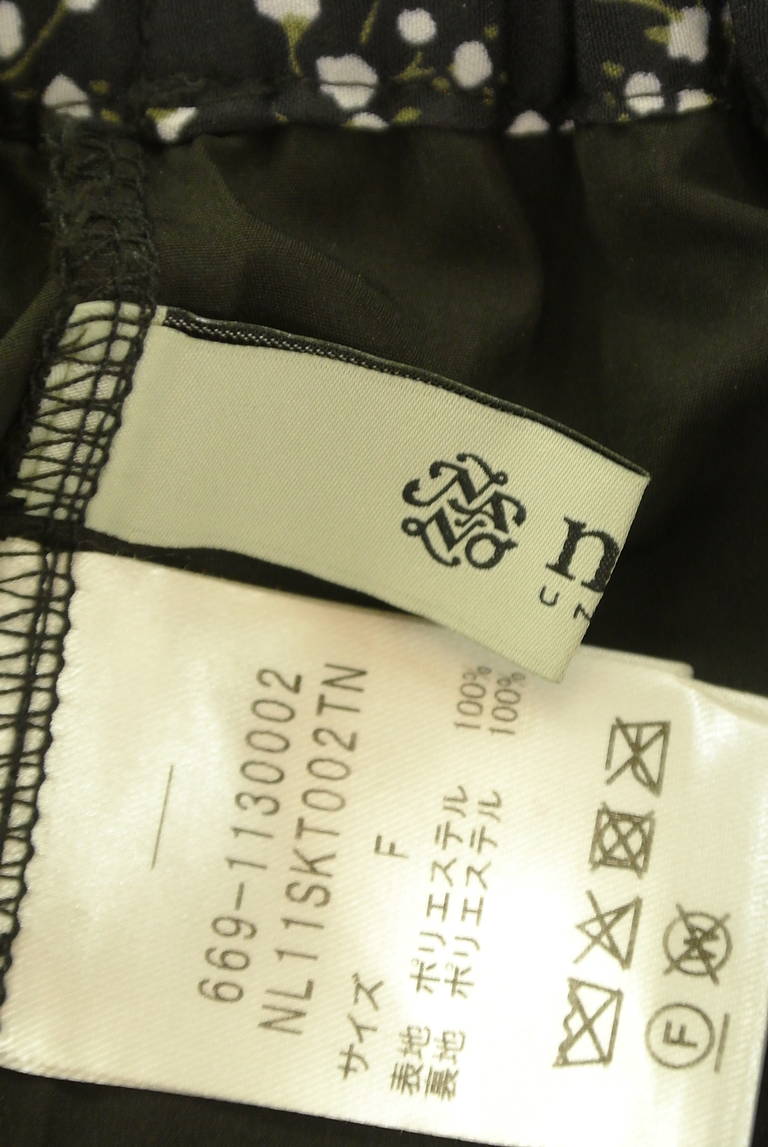 n
669-1130002
NL11SKT002TN
サイズ F
表地 ポリエステル 100%
裏地 ポリエステル 100%
F
W